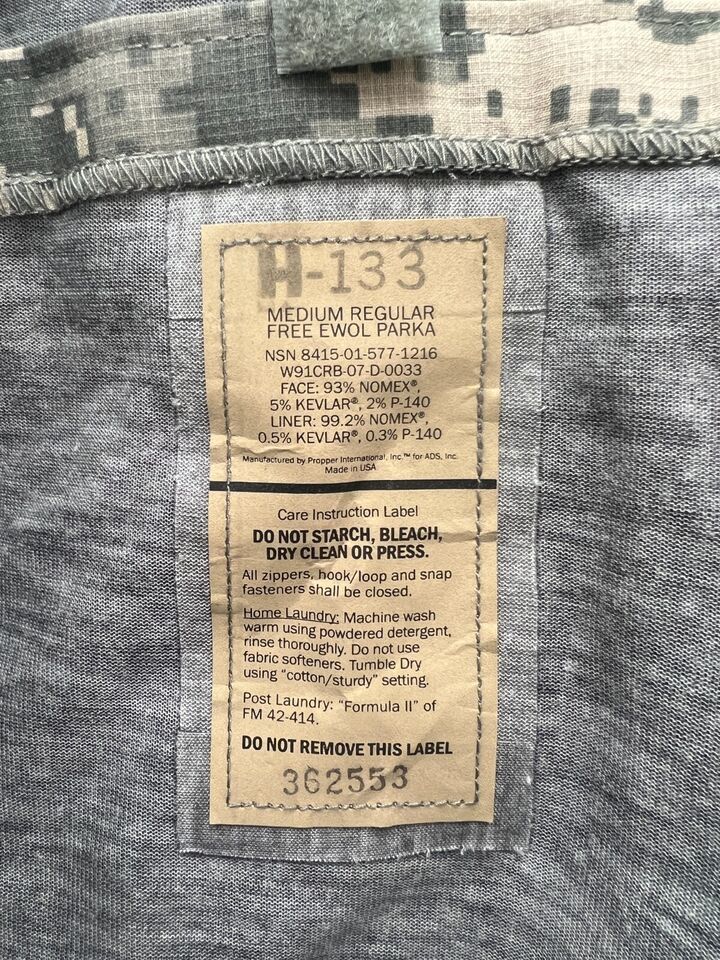 H-133
MEDIUM REGULAR
FREE EWOL PARKA
NSN 8415-01-577-1216
W91CRB-07-D-0033
FACE: 93% NOMEX®,
5% KEVLAR®, 2% P-140
LINER: 99.2% NOMEX®,
0.5% KEVLAR®, 0.3% P-140
Manufactured by Propper International, Inc.™ for ADS, Inc.
Made in USA
Care Instruction Label
DO NOT STARCH, BLEACH,
DRY CLEAN OR PRESS.
All zippers, hook/loop and snap
fasteners shall be closed.
Home Laundry: Machine wash
warm using powdered detergent,
rinse thoroughly. Do not use
fabric softeners. Tumble Dry
using "cotton/sturdy" setting.
Post Laundry: "Formula II" of
FM 42-414.
DO NOT REMOVE THIS LABEL
362553